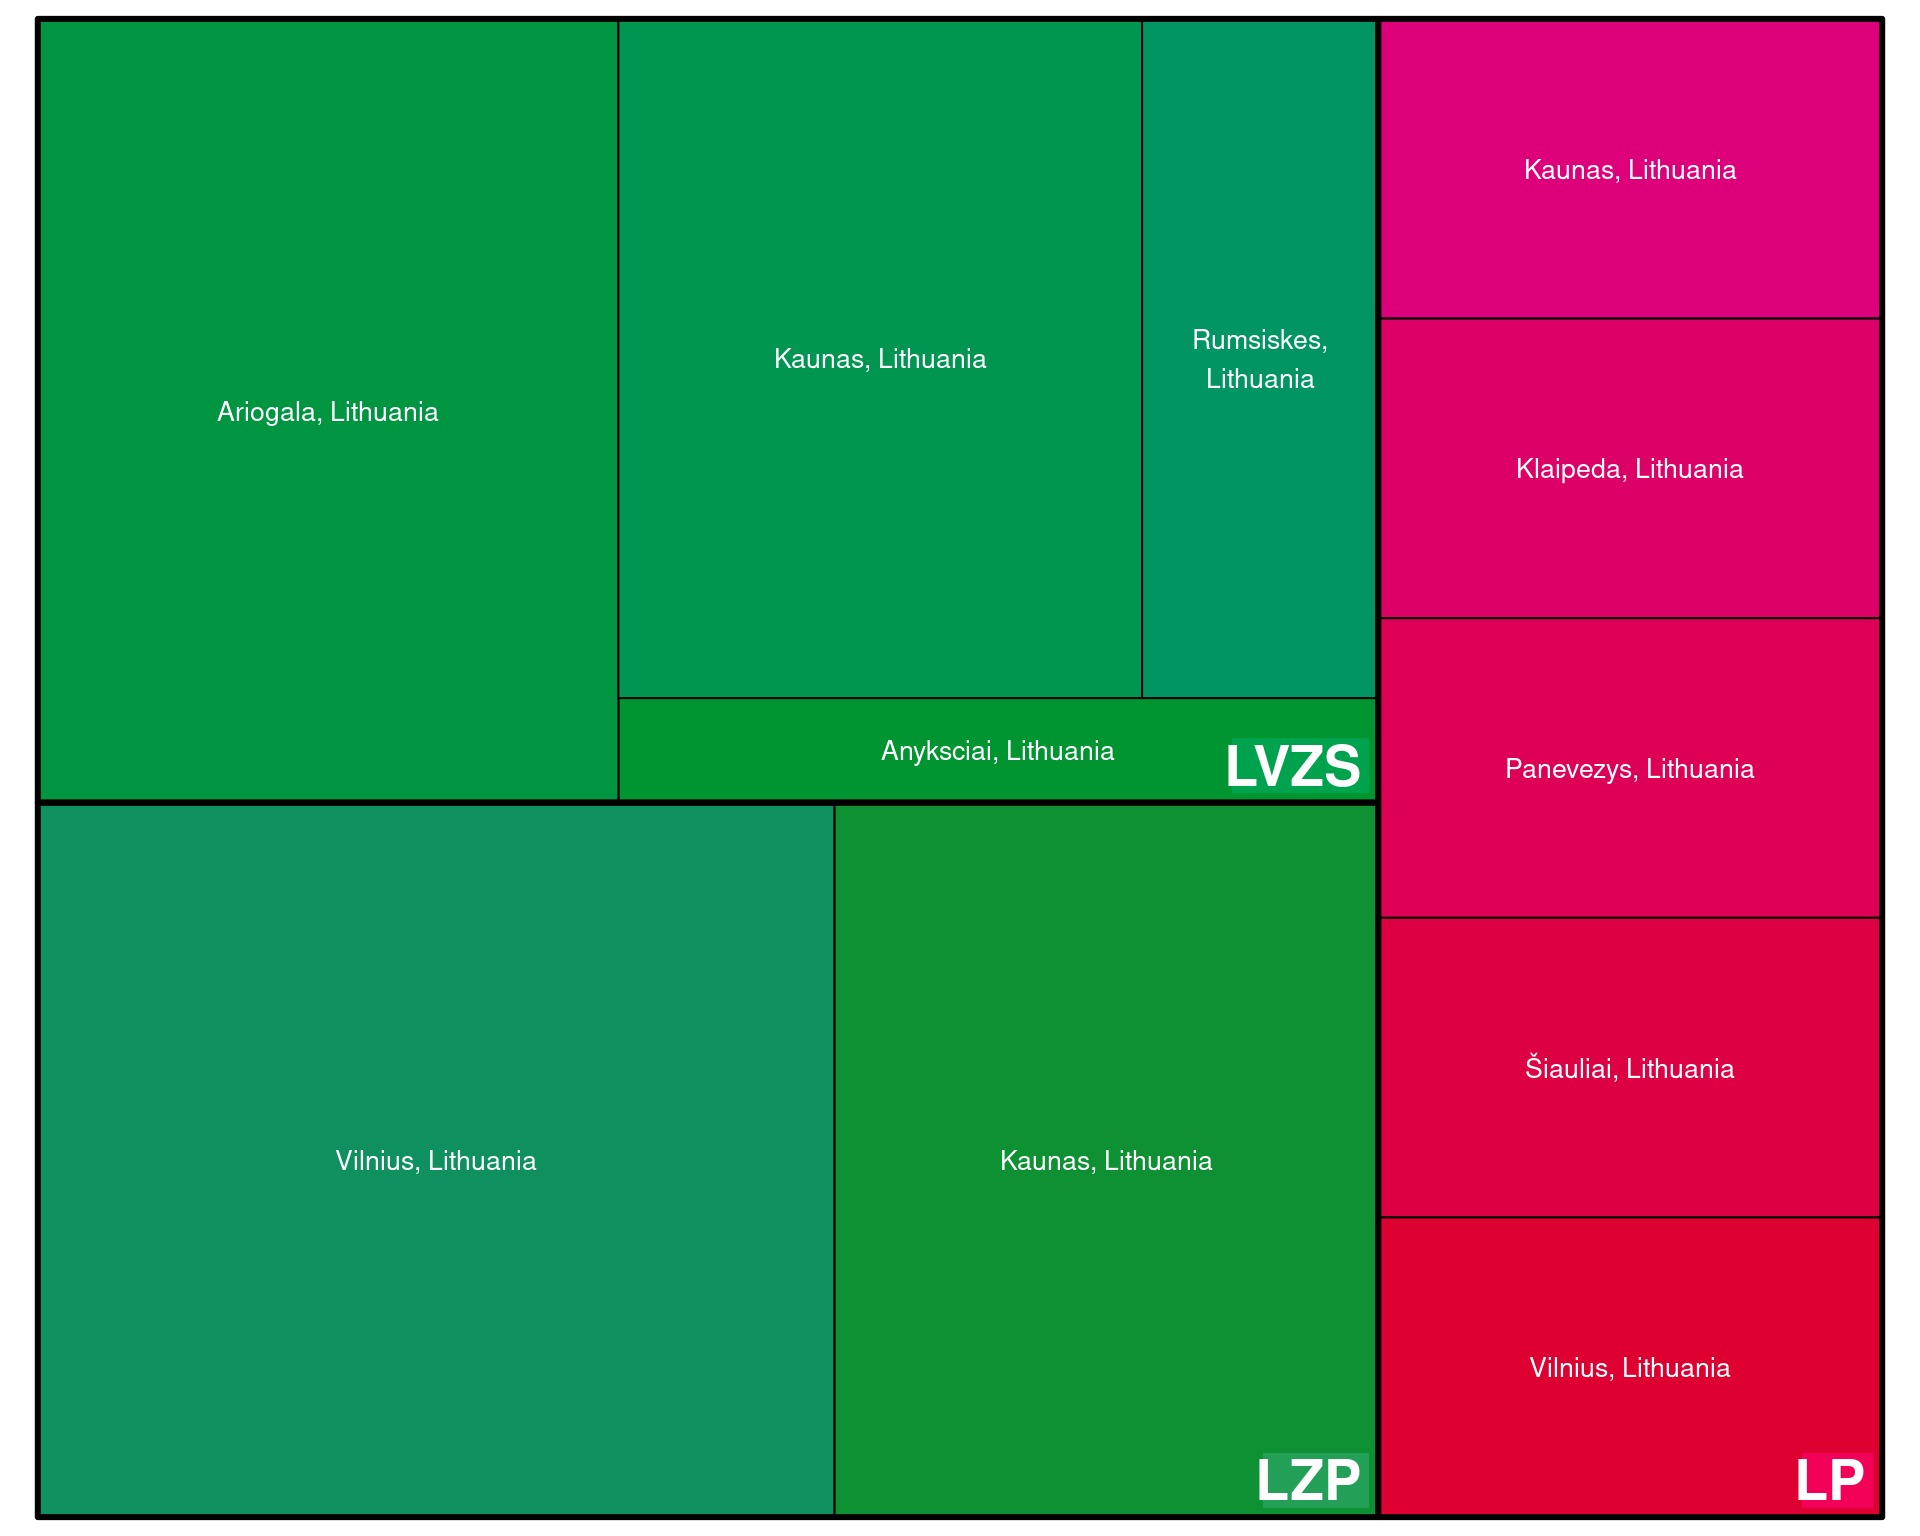 Ariogala, Lithuania
Kaunas, Lithuania
Rumsiskes,
Lithuania
Anyksciai, Lithuania
LVZS
Vilnius, Lithuania
Kaunas, Lithuania
LZP
Kaunas, Lithuania
Klaipeda, Lithuania
Panevezys, Lithuania
Šiauliai, Lithuania
Vilnius, Lithuania
LP